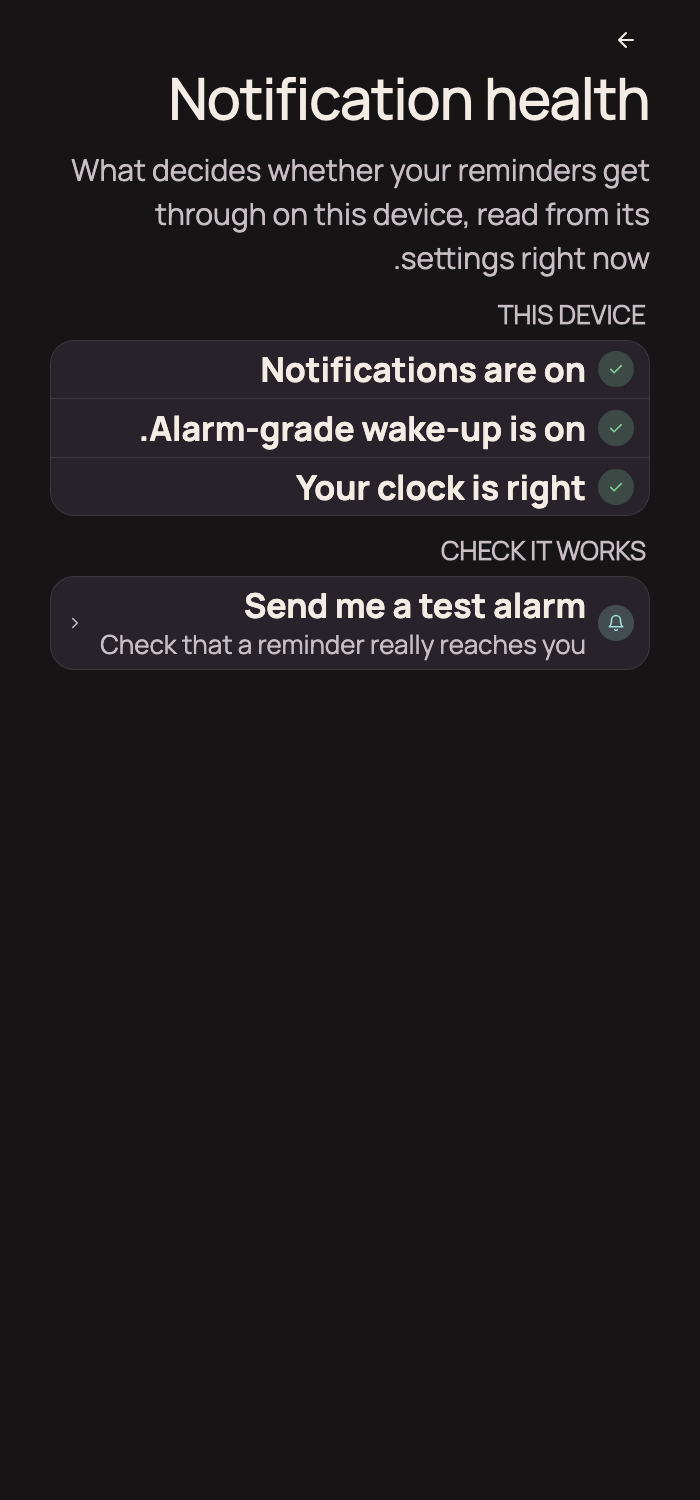 Notification health
What decides whether your reminders get
through on this device, read from its
settings right now.
THIS DEVICE
Notifications are on
Alarm-grade wake-up is on.
Your clock is right
CHECK IT WORKS
Send me a test alarm
Check that a reminder really reaches you